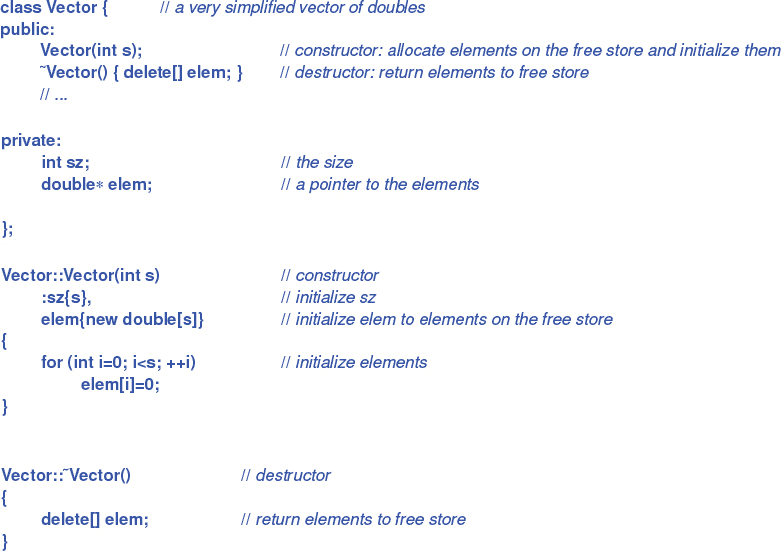 class Vector { // a very simplified vector of doubles
public:
Vector(int s); // constructor: allocate elements on the free store and initialize them
~Vector() { delete[] elem; } // destructor: return elements to free store
// ...
private:
int sz; // the size
double* elem; // a pointer to the elements
};
Vector::Vector(int s) // constructor
:sz{s}, // initialize sz
elem{new double[s]} // initialize elem to elements on the free store
{
for (int i=0; i<s; ++i) // initialize elements
elem[i]=0;
}
Vector::~Vector() // destructor
{
delete[] elem; // return elements to free store
}